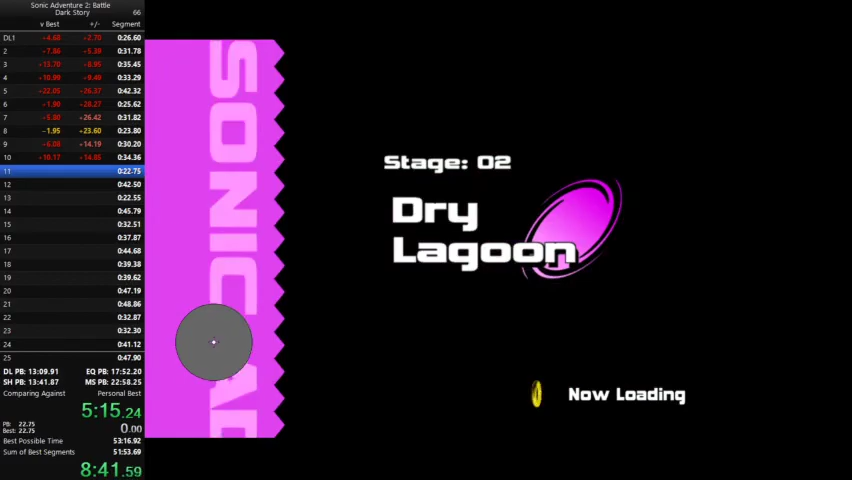 Sonic Adventure 2: Battle
Dark Story 66
v Best +/- Segment
DL1 +4.68 +2.70 0:26.60
2 +7.86 +5.39 0:31.78
3 +13.70 +8.95 0:35.45
4 +10.99 +9.49 0:33.29
5 +22.05 +26.37 0:42.32
6 +1.90 +28.27 0:25.62
7 +26.42 0:31.82
8 −1.95 +23.60 0:23.80
9 +14.19 0:30.20
10 +10.17 +14.85 0:34.36
11 0:22.75
12 0:42.50
13 0:22.55
14 0:45.79
15 0:32.51
16 0:37.87
17 0:44.68
18 0:39.38
19 0:39.62
20 0:47.19
21 0:48.86
22 0:32.87
23 0:32.30
24 0:41.12
25 0:47.90
DL PB: 13:09.91 EQ PB: 17:52.20
SH PB: 13:41.87 MS PB: 22:58.25
Comparing Against Personal Best
5:15.24
PB: 22.75
Best: 22.75
0.00
Best Possible Time 53:16.92
Sum of Best Segments 51:53.69
8:41.59
SONIC AD
Stage: 02
Dry
Lagoon
Now Loading